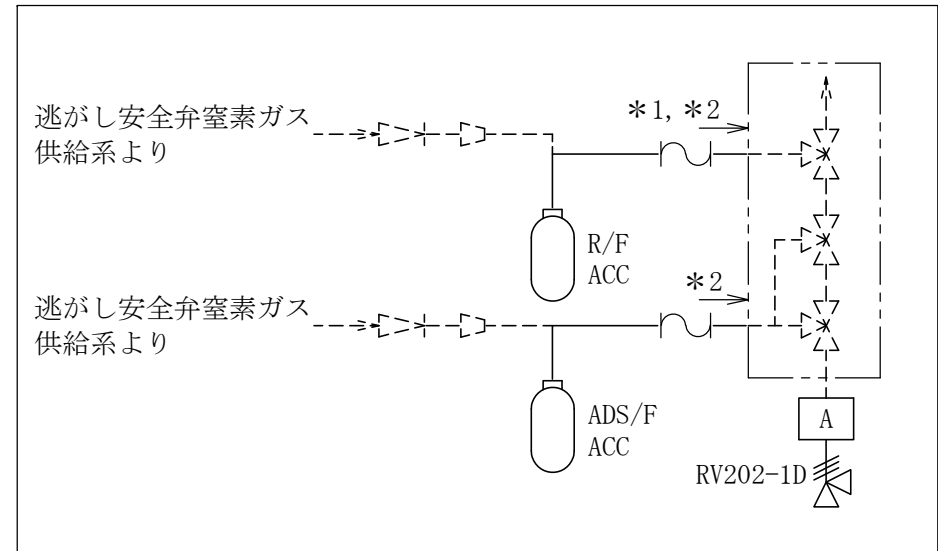 逃がし安全弁窒素ガス
供給系より
*1, *2
R/F
ACC
逃がし安全弁窒素ガス
供給系より
*2
ADS/F
ACC
A
RV202-1D